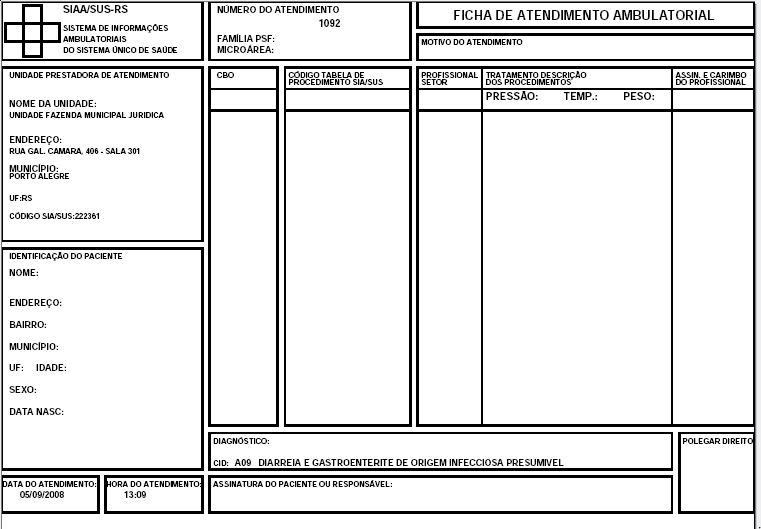 SIAA/SUS-RS
SISTEMA DE INFORMAÇÕES
AMBULATORIAIS
DO SISTEMA ÚNICO DE SAÚDE
NÚMERO DO ATENDIMENTO
1092
FAMÍLIA PSF:
MICROÁREA:
FICHA DE ATENDIMENTO AMBULATORIAL
MOTIVO DO ATENDIMENTO
UNIDADE PRESTADORA DE ATENDIMENTO
NOME DA UNIDADE:
UNIDADE FAZENDA MUNICIPAL JURIDICA
ENDEREÇO:
RUA GAL. CAMARA, 406 - SALA 301
MUNICÍPIO:
PORTO ALEGRE
UF:RS
CÓDIGO SIA/SUS:222361
CBO
CÓDIGO TABELA DE
PROCEDIMENTO SIA/SUS
PROFISSIONAL
SETOR
TRATAMENTO DESCRIÇÃO
DOS PROCEDIMENTOS
ASSIN. E CARIMBO
DO PROFISSIONAL
PRESSÃO: TEMP.: PESO:
IDENTIFICAÇÃO DO PACIENTE
NOME:
ENDEREÇO:
BAIRRO:
MUNICÍPIO:
UF: IDADE:
SEXO:
DATA NASC:
DIAGNÓSTICO:
CID: A09 DIARREIA E GASTROENTERITE DE ORIGEM INFECCIOSA PRESUMIVEL
POLEGAR DIREITO
DATA DO ATENDIMENTO:
05/09/2008
HORA DO ATENDIMENTO:
13:09
ASSINATURA DO PACIENTE OU RESPONSÁVEL: